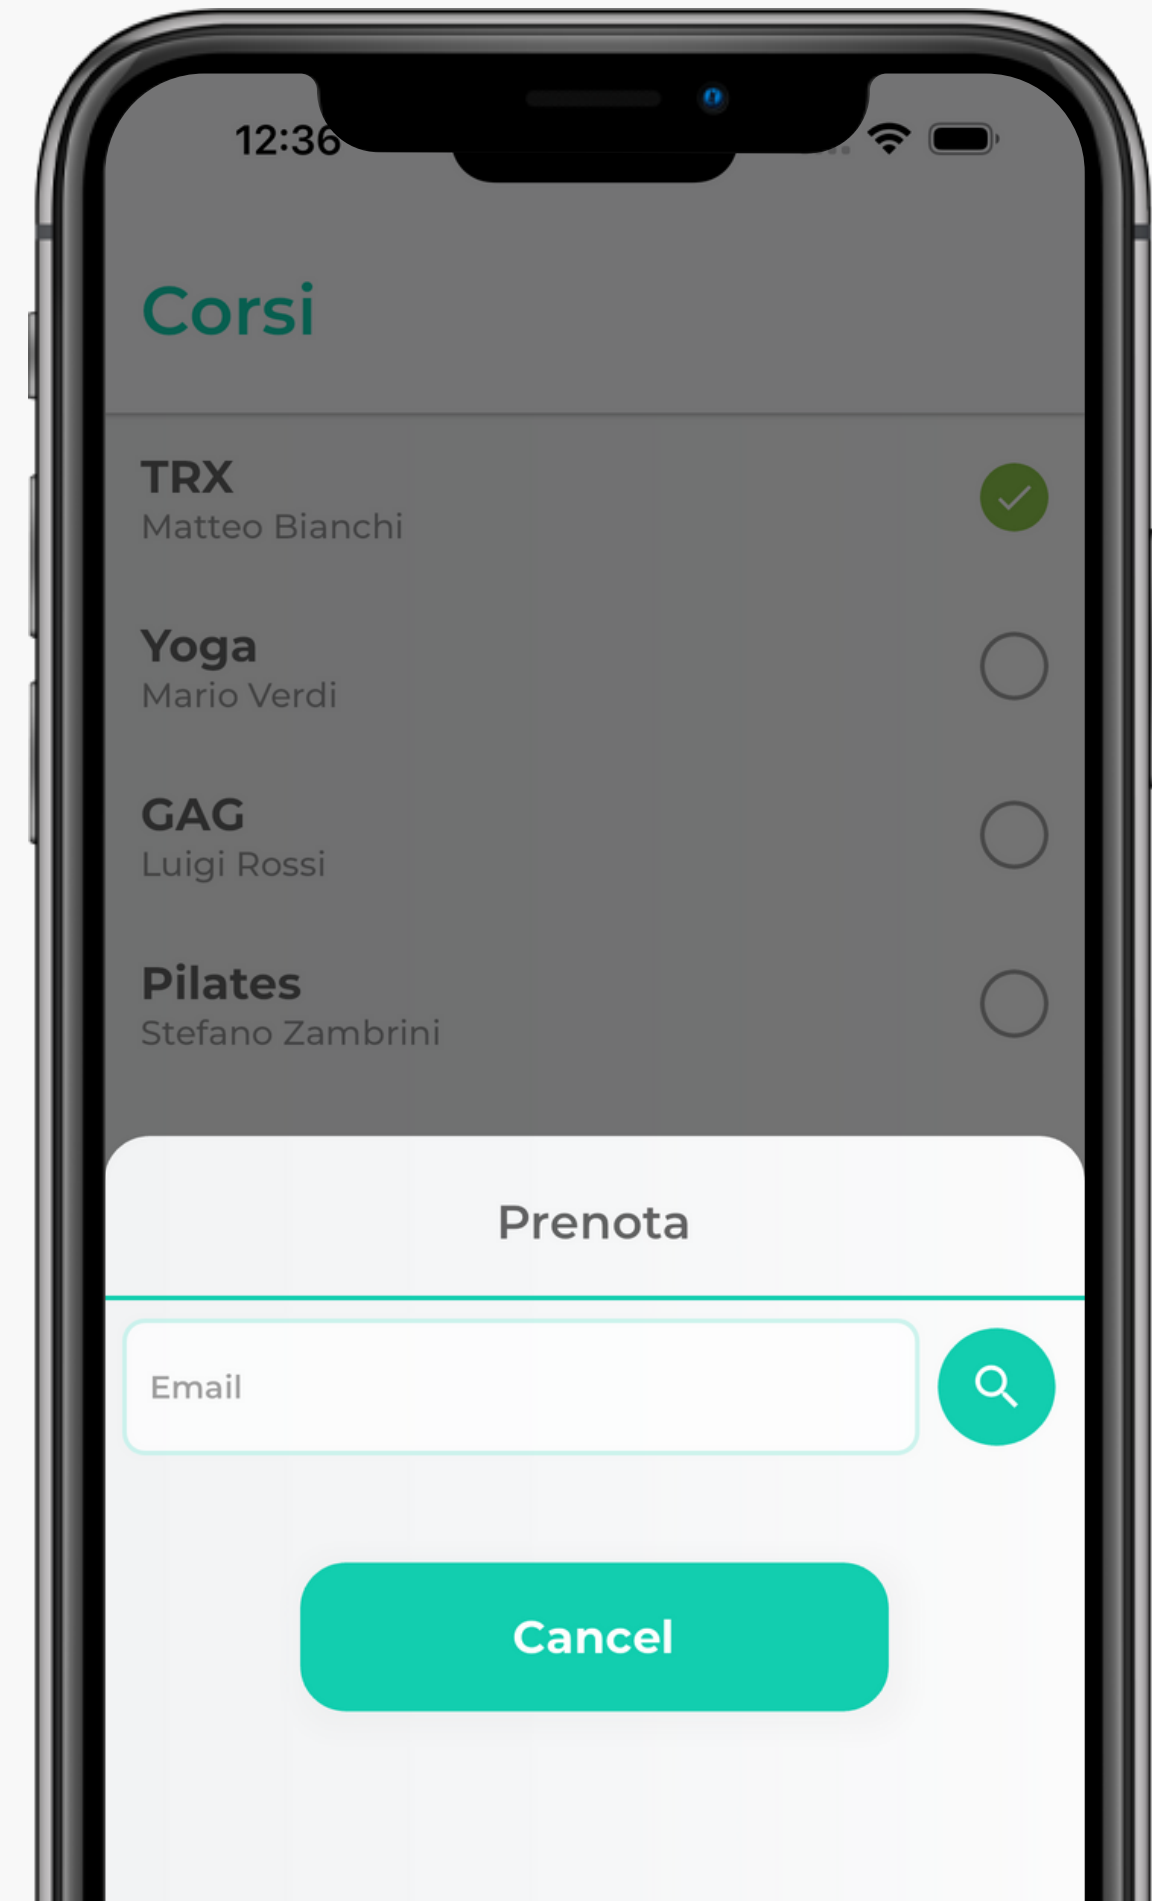 12:36
Corsi
TRX
Matteo Bianchi
Yoga
Mario Verdi
GAG
Luigi Rossi
Pilates
Stefano Zambrini
Prenota
Email
Cancel